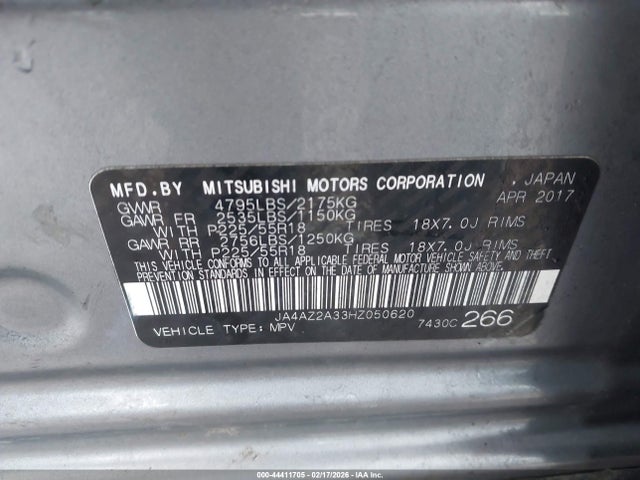 MFD.BY MITSUBISHI MOTORS CORPORATION . JAPAN
GVWR 4795LBS/2175KG APR 2017
GAWR FR 2535LBS/1150KG
WITH P225/55R18 TIRES 18X7.0J RIMS
GAWR RR 2756LBS/1250KG
WITH P225/55R18 TIRES 18X7.0J RIMS
THIS VEHICLE CONFORMS TO ALL APPLICABLE FEDERAL MOTOR VEHICLE SAFETY AND THEFT
PREVENTION STANDARDS IN EFFECT ON THE DATE OF MANUFACTURE SHOWN ABOVE.
JA4AZ2A33HZ050620
VEHICLE TYPE: MPV 7430C 266
000-44411705 - 02/17/2026 - IAAI.COM